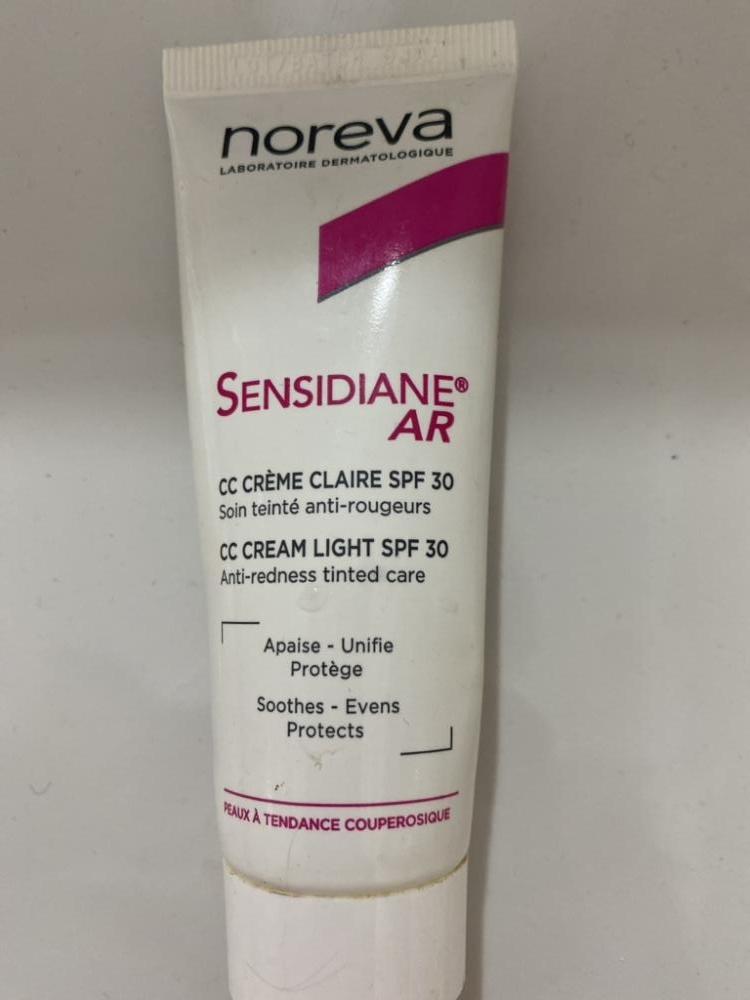 noreva
LABORATOIRE DERMATOLOGIQUE
SENSIDIANE®
AR
CC CRÈME CLAIRE SPF 30
Soin teinté anti-rougeurs
CC CREAM LIGHT SPF 30
Anti-redness tinted care
Apaise - Unifie
Protège
Soothes - Evens
Protects
PEAUX À TENDANCE COUPEROSIQUE